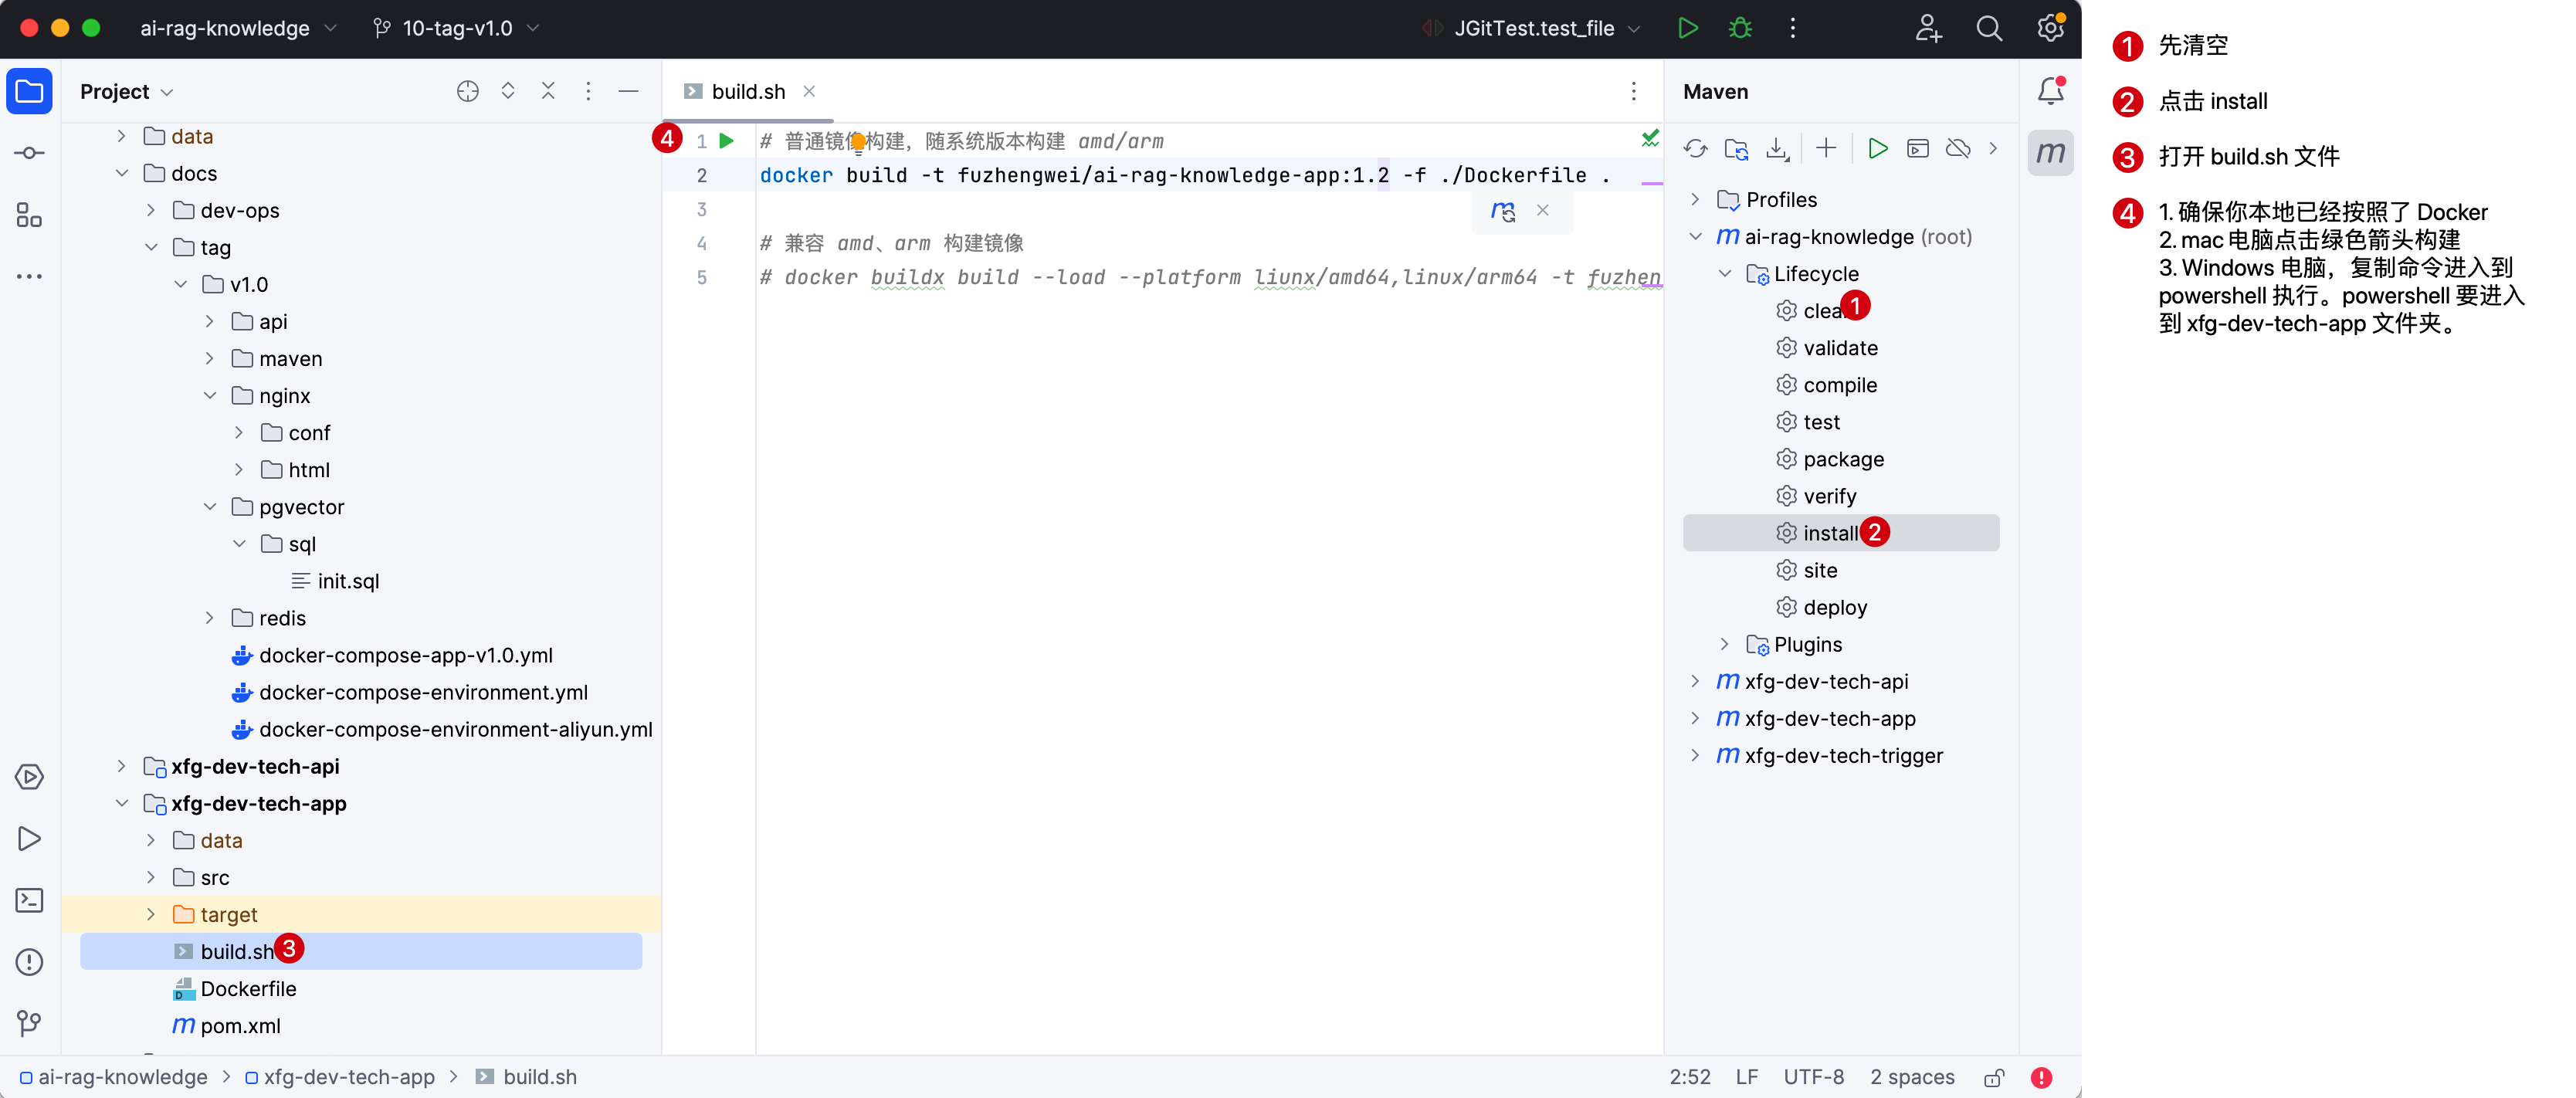 ai-rag-knowledge
10-tag-v1.0
JGitTest.test_file
Project
data
docs
dev-ops
tag
v1.0
api
maven
nginx
conf
html
pgvector
sql
init.sql
redis
docker-compose-app-v1.0.yml
docker-compose-environment.yml
docker-compose-environment-aliyun.yml
xfg-dev-tech-api
xfg-dev-tech-app
data
src
target
build.sh 3
Dockerfile
pom.xml
build.sh
4 1 # 普通镜像构建，随系统版本构建 amd/arm
2 docker build -t fuzhengwei/ai-rag-knowledge-app:1.2 -f ./Dockerfile .
3
4 # 兼容 amd、arm 构建镜像
5 # docker buildx build --load --platform liunx/amd64,linux/arm64 -t fuzhen
Maven
Profiles
ai-rag-knowledge (root)
Lifecycle
clea 1
validate
compile
test
package
verify
install 2
site
deploy
Plugins
xfg-dev-tech-api
xfg-dev-tech-app
xfg-dev-tech-trigger
ai-rag-knowledge > xfg-dev-tech-app > build.sh
2:52 LF UTF-8 2 spaces
1 先清空
2 点击 install
3 打开 build.sh 文件
4 1. 确保你本地已经按照了 Docker
2. mac 电脑点击绿色箭头构建
3. Windows 电脑，复制命令进入到
powershell 执行。powershell 要进入
到 xfg-dev-tech-app 文件夹。